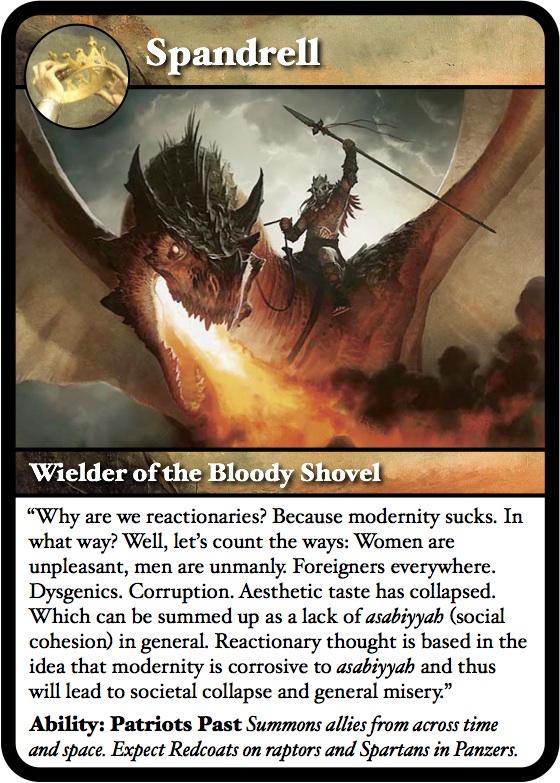 Spandrell
Wielder of the Bloody Shovel
“Why are we reactionaries? Because modernity sucks. In
what way? Well, let’s count the ways: Women are
unpleasant, men are unmanly. Foreigners everywhere.
Dysgenics. Corruption. Aesthetic taste has collapsed.
Which can be summed up as a lack of asabiyyah (social
cohesion) in general. Reactionary thought is based in the
idea that modernity is corrosive to asabiyyah and thus
will lead to societal collapse and general misery.”
Ability: Patriots Past Summons allies from across time
and space. Expect Redcoats on raptors and Spartans in Panzers.